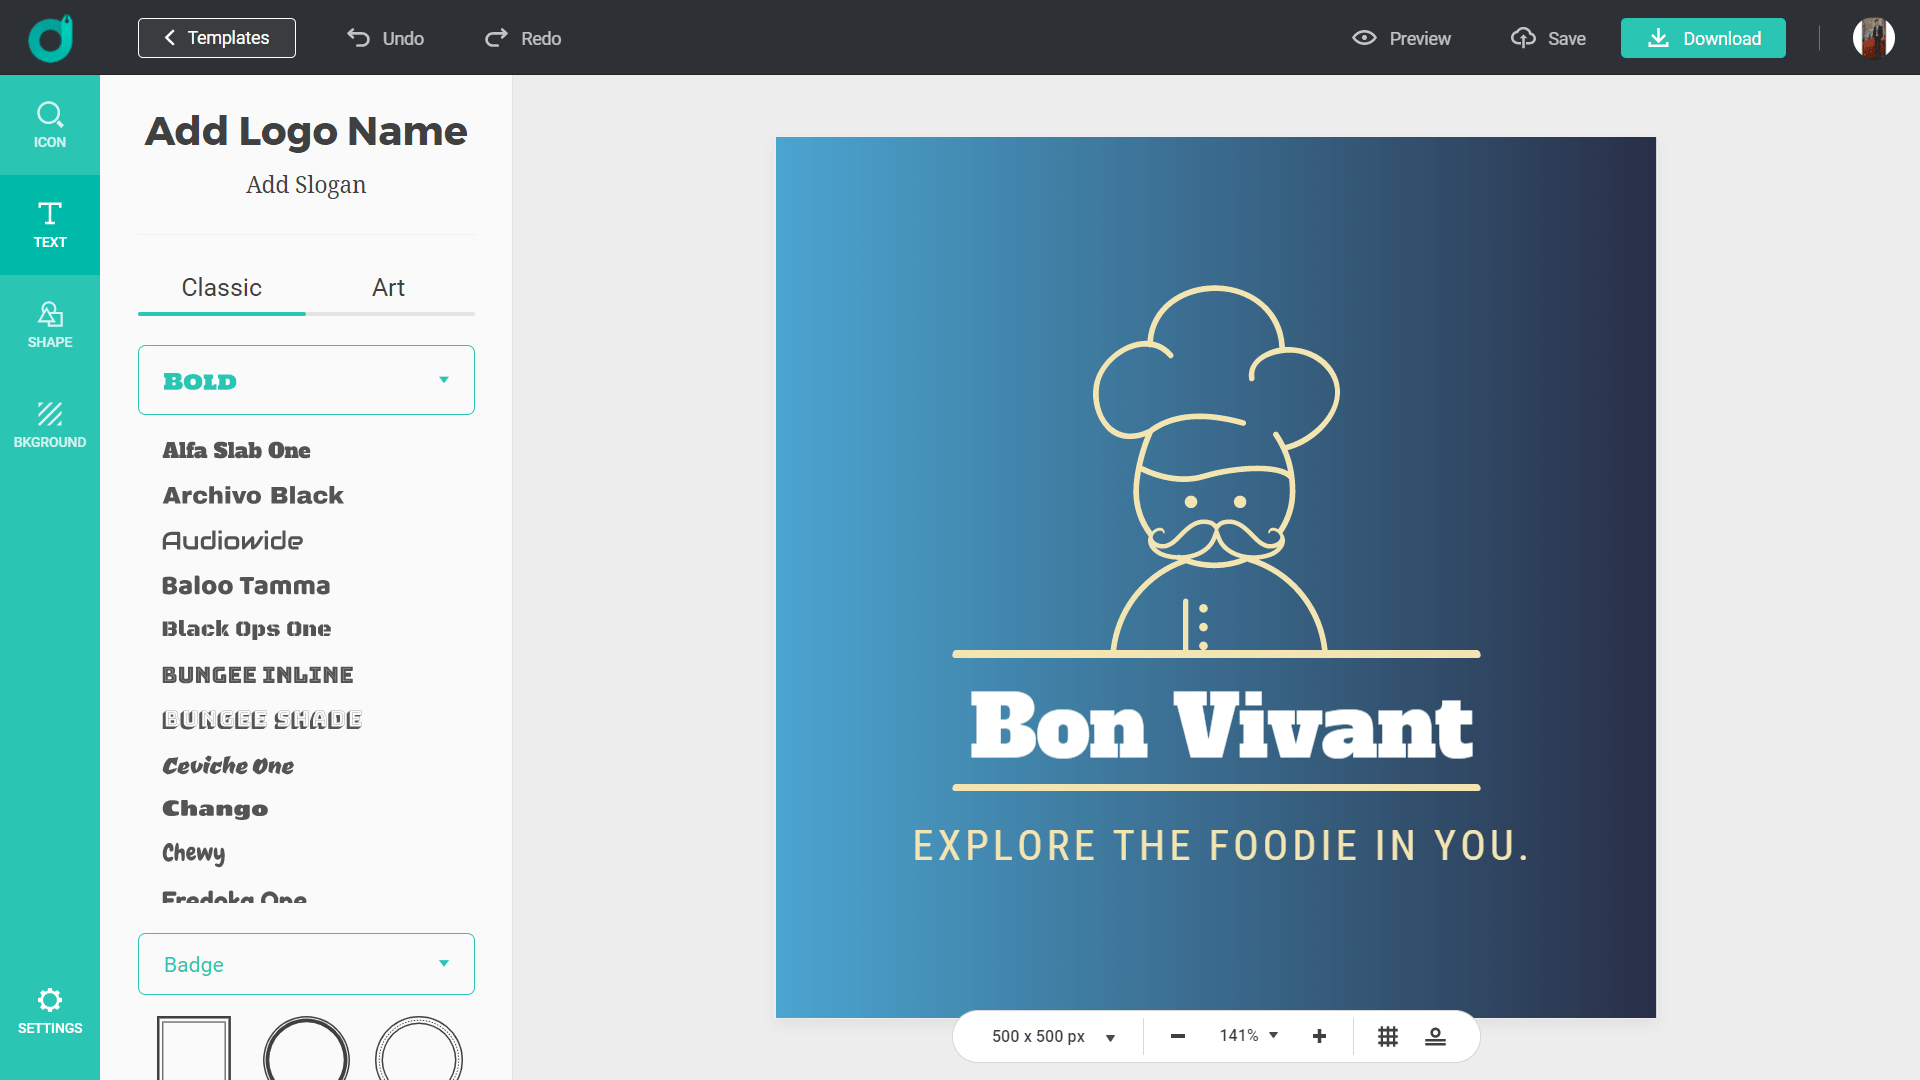 Templates
Undo
Redo
Preview
Save
Download
ICON
TEXT
SHAPE
BKGROUND
SETTINGS
Add Logo Name
Add Slogan
Classic
Art
BOLD
Alfa Slab One
Archivo Black
Audiowide
Baloo Tamma
Black Ops One
BUNGEE INLINE
BUNGEE SHADE
Ceviche One
Chango
Chewy
Fredoka One
Badge
Bon Vivant
EXPLORE THE FOODIE IN YOU.
500 x 500 px
141%